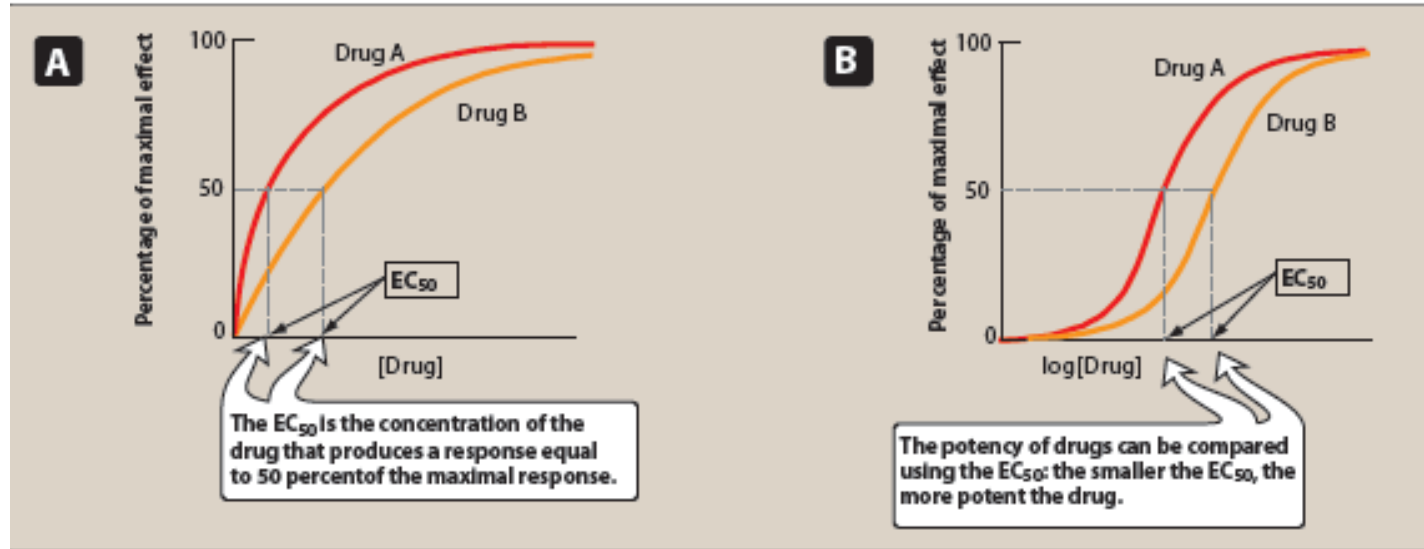 A
Percentage of maximal effect
100
50
0
Drug A
Drug B
EC50
[Drug]
The EC50 is the concentration of the
drug that produces a response equal
to 50 percentof the maximal response.
B
Percentage of maximal effect
100
50
0
Drug A
Drug B
EC50
log[Drug]
The potency of drugs can be compared
using the EC50: the smaller the EC50, the
more potent the drug.